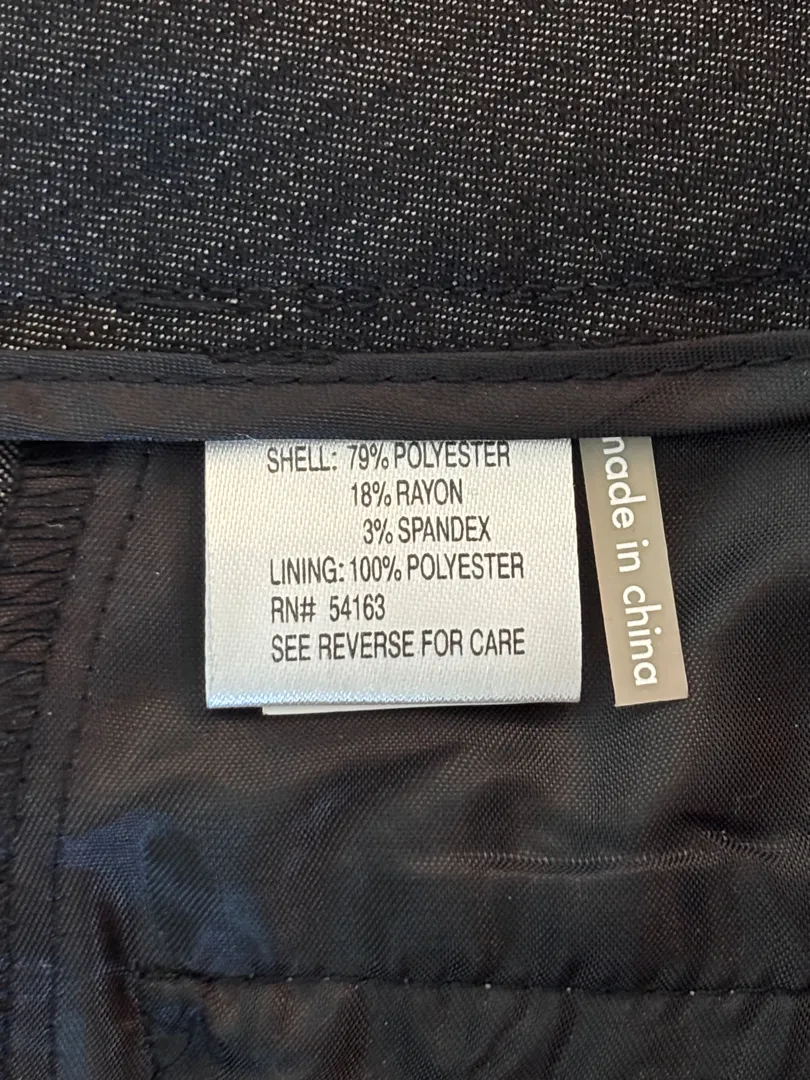 SHELL: 79% POLYESTER
18% RAYON
3% SPANDEX
LINING: 100% POLYESTER
RN# 54163
SEE REVERSE FOR CARE
made in china